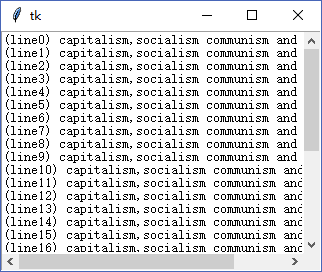 tk
(line0) capitalism,socialism communism and
(line1) capitalism,socialism communism and
(line2) capitalism,socialism communism and
(line3) capitalism,socialism communism and
(line4) capitalism,socialism communism and
(line5) capitalism,socialism communism and
(line6) capitalism,socialism communism and
(line7) capitalism,socialism communism and
(line8) capitalism,socialism communism and
(line9) capitalism,socialism communism and
(line10) capitalism,socialism communism and
(line11) capitalism,socialism communism and
(line12) capitalism,socialism communism and
(line13) capitalism,socialism communism and
(line14) capitalism,socialism communism and
(line15) capitalism,socialism communism and
(line16) capitalism,socialism communism and